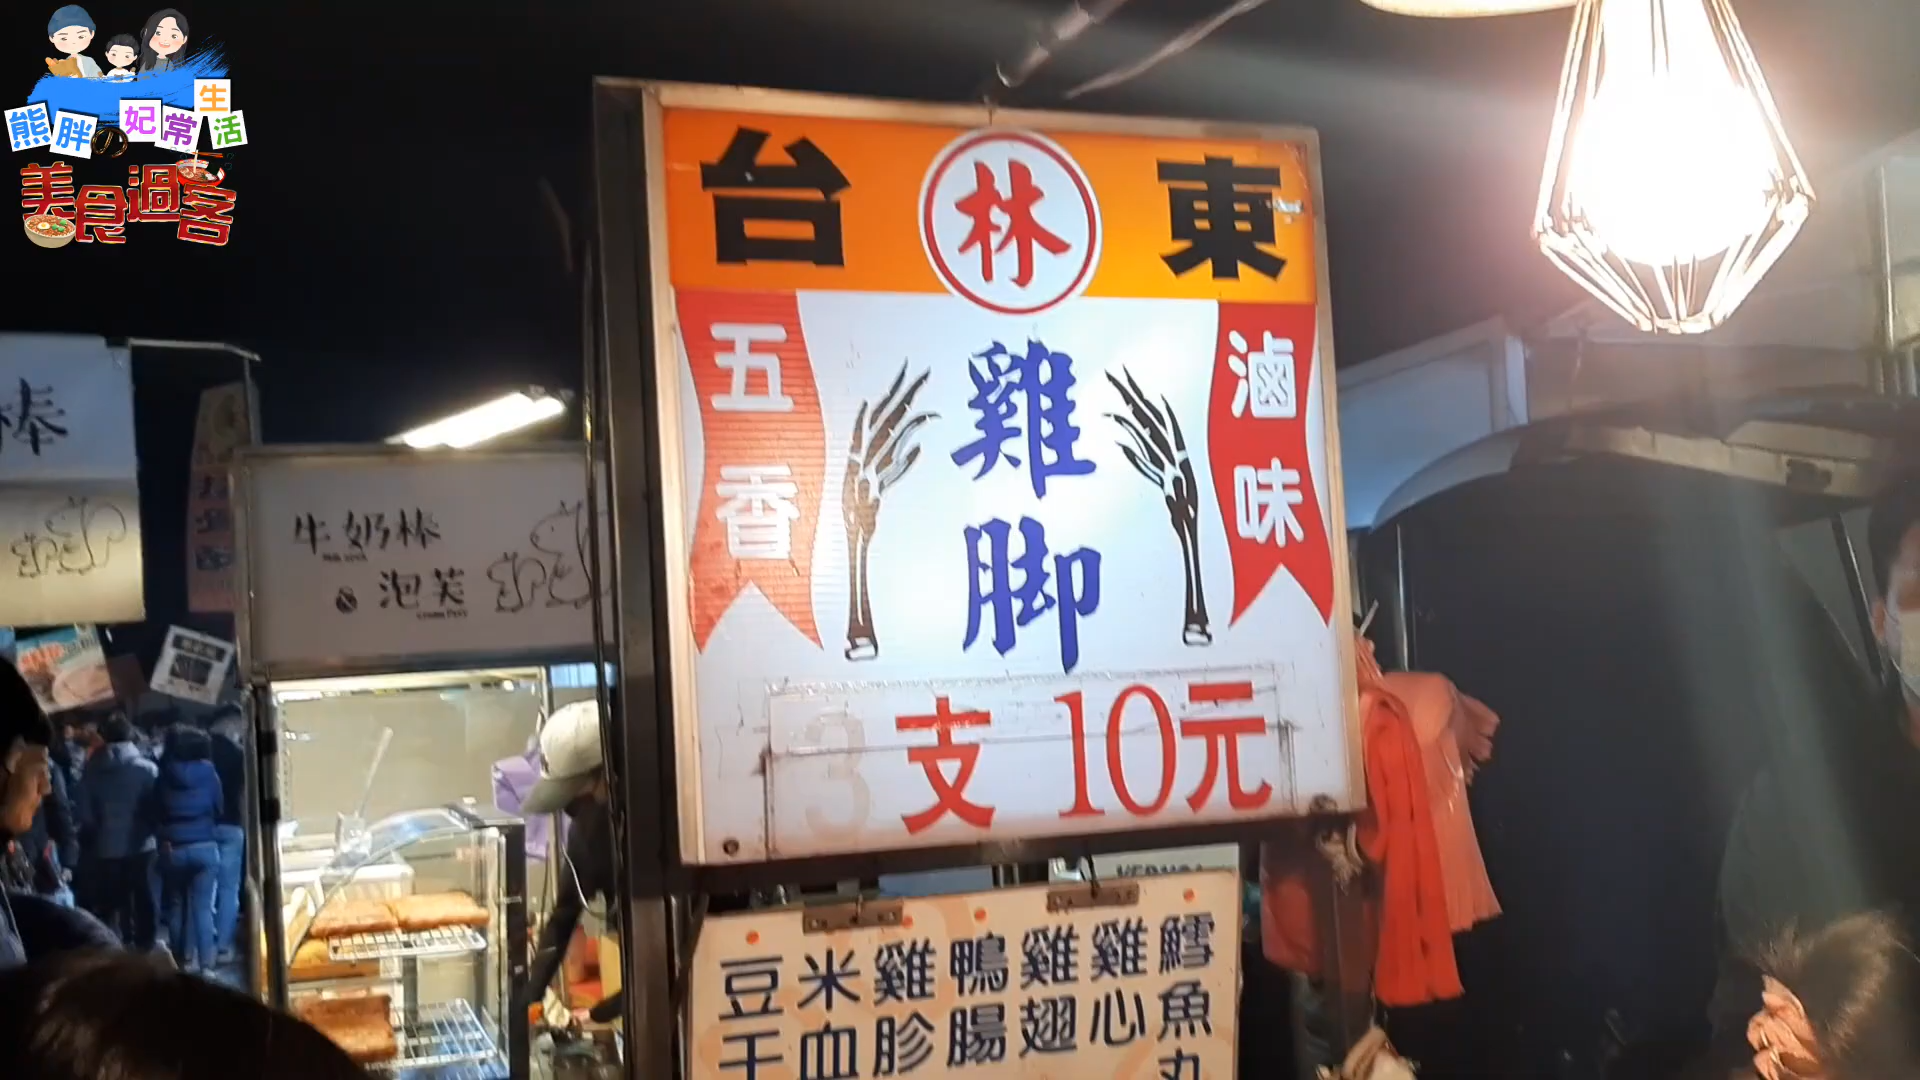 熊胖の妃常生活
美食過客
台 林 東
五香
雞脚
滷味
支 10元
豆干
米血
雞胗
鴨腸
雞翅
雞心
鱈魚丸
棒
牛奶棒
& 泡芙